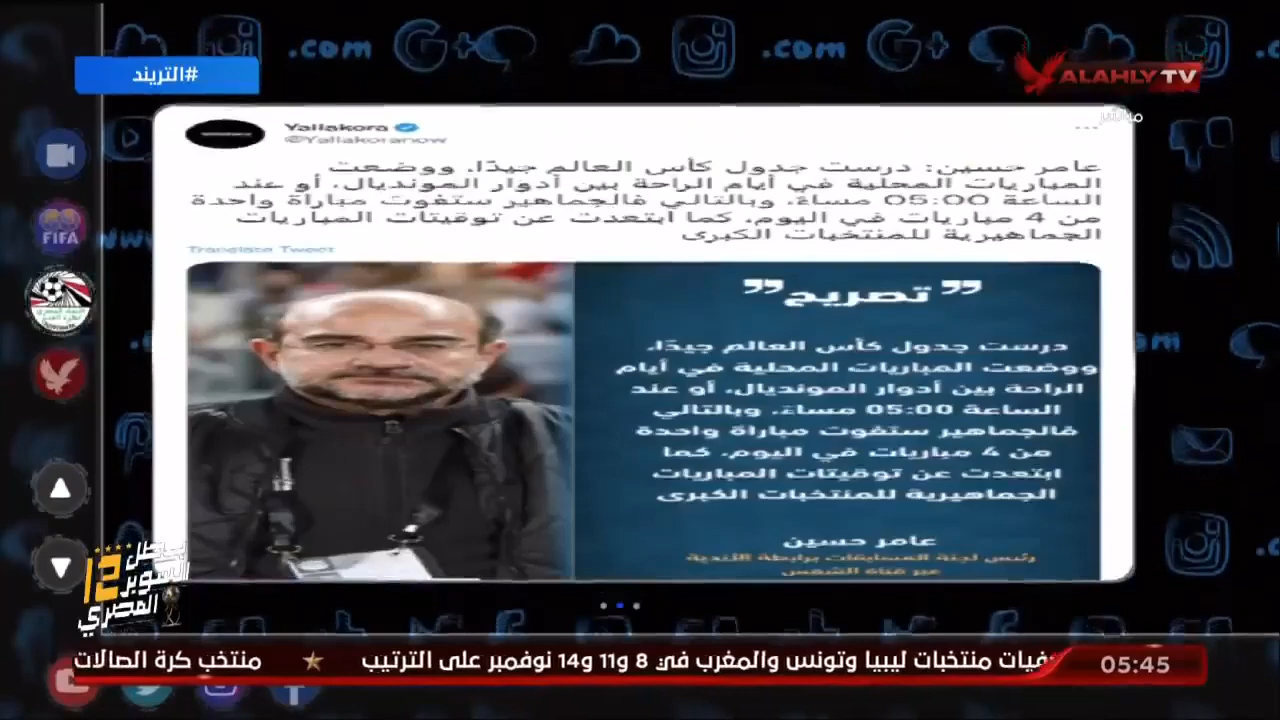 #التريند
ALAHLY TV
مباشر
Yallakora
@Yallakoranow
عامر حسين: درست جدول كأس العالم جيدًا، ووضعت
المباريات المحلية في أيام الراحة بين أدوار المونديال، أو عند
الساعة 05:00 مساءً، وبالتالي فالجماهير ستفوت مباراة واحدة
من 4 مباريات في اليوم، كما ابتعدت عن توقيتات المباريات
الجماهيرية للمنتخبات الكبرى
Translate Tweet
”تصريح”
درست جدول كأس العالم جيدًا،
ووضعت المباريات المحلية في أيام
الراحة بين أدوار المونديال، أو عند
الساعة 05:00 مساءً، وبالتالي
فالجماهير ستفوت مباراة واحدة
من 4 مباريات في اليوم، كما
ابتعدت عن توقيتات المباريات
الجماهيرية للمنتخبات الكبرى
عامر حسين
رئيس لجنة المسابقات برابطة الأندية
عبر قناة الشمس
.com
G+
.com
G+
www
FIFA
بطل
السوبر
12
المصري
منتخبات ليبيا وتونس والمغرب في 8 و11 و14 نوفمبر على الترتيب
منتخب كرة الصالات
05:45